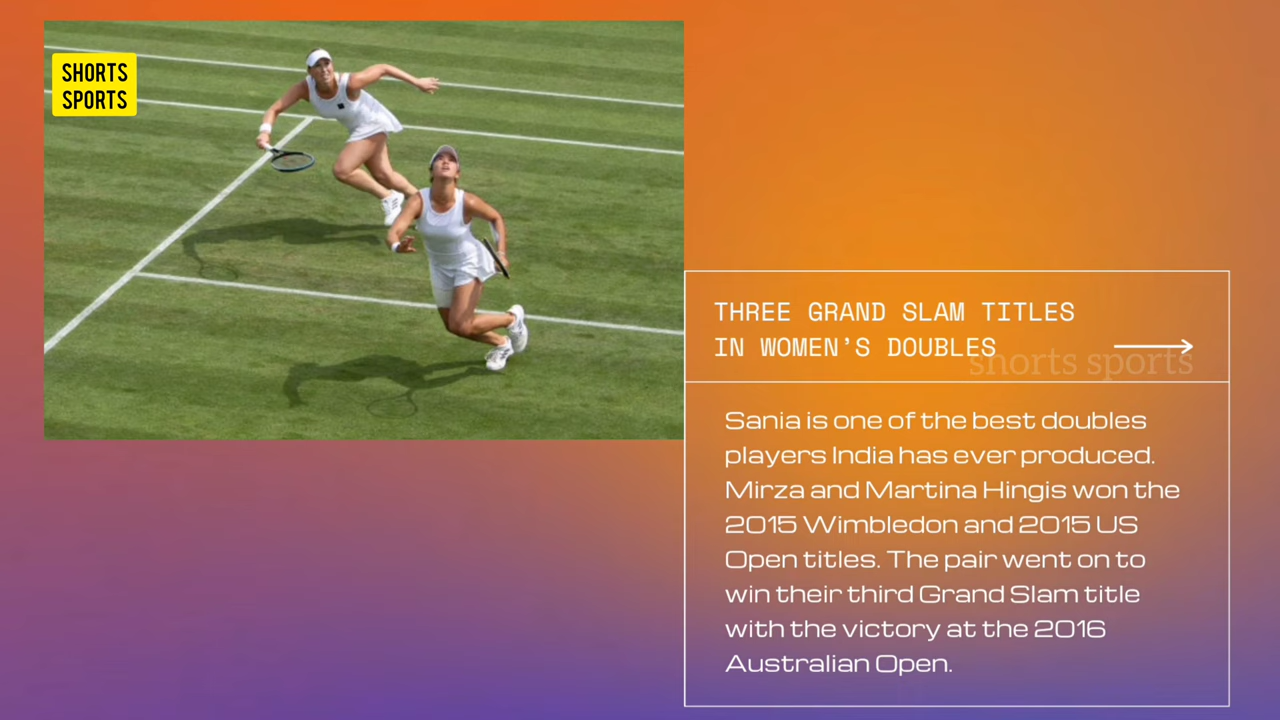 SHORTS
SPORTS
THREE GRAND SLAM TITLES
IN WOMEN'S DOUBLES
shorts sports
Sania is one of the best doubles
players India has ever produced.
Mirza and Martina Hingis won the
2015 Wimbledon and 2015 US
Open titles. The pair went on to
win their third Grand Slam title
with the victory at the 2016
Australian Open.